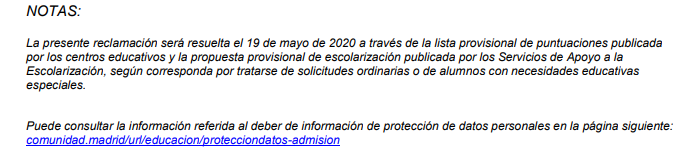 NOTAS:
La presente reclamación será resuelta el 19 de mayo de 2020 a través de la lista provisional de puntuaciones publicada
por los centros educativos y la propuesta provisional de escolarización publicada por los Servicios de Apoyo a la
Escolarización, según corresponda por tratarse de solicitudes ordinarias o de alumnos con necesidades educativas
especiales.
Puede consultar la información referida al deber de información de protección de datos personales en la página siguiente:
comunidad.madrid/url/educacion/protecciondatos-admision